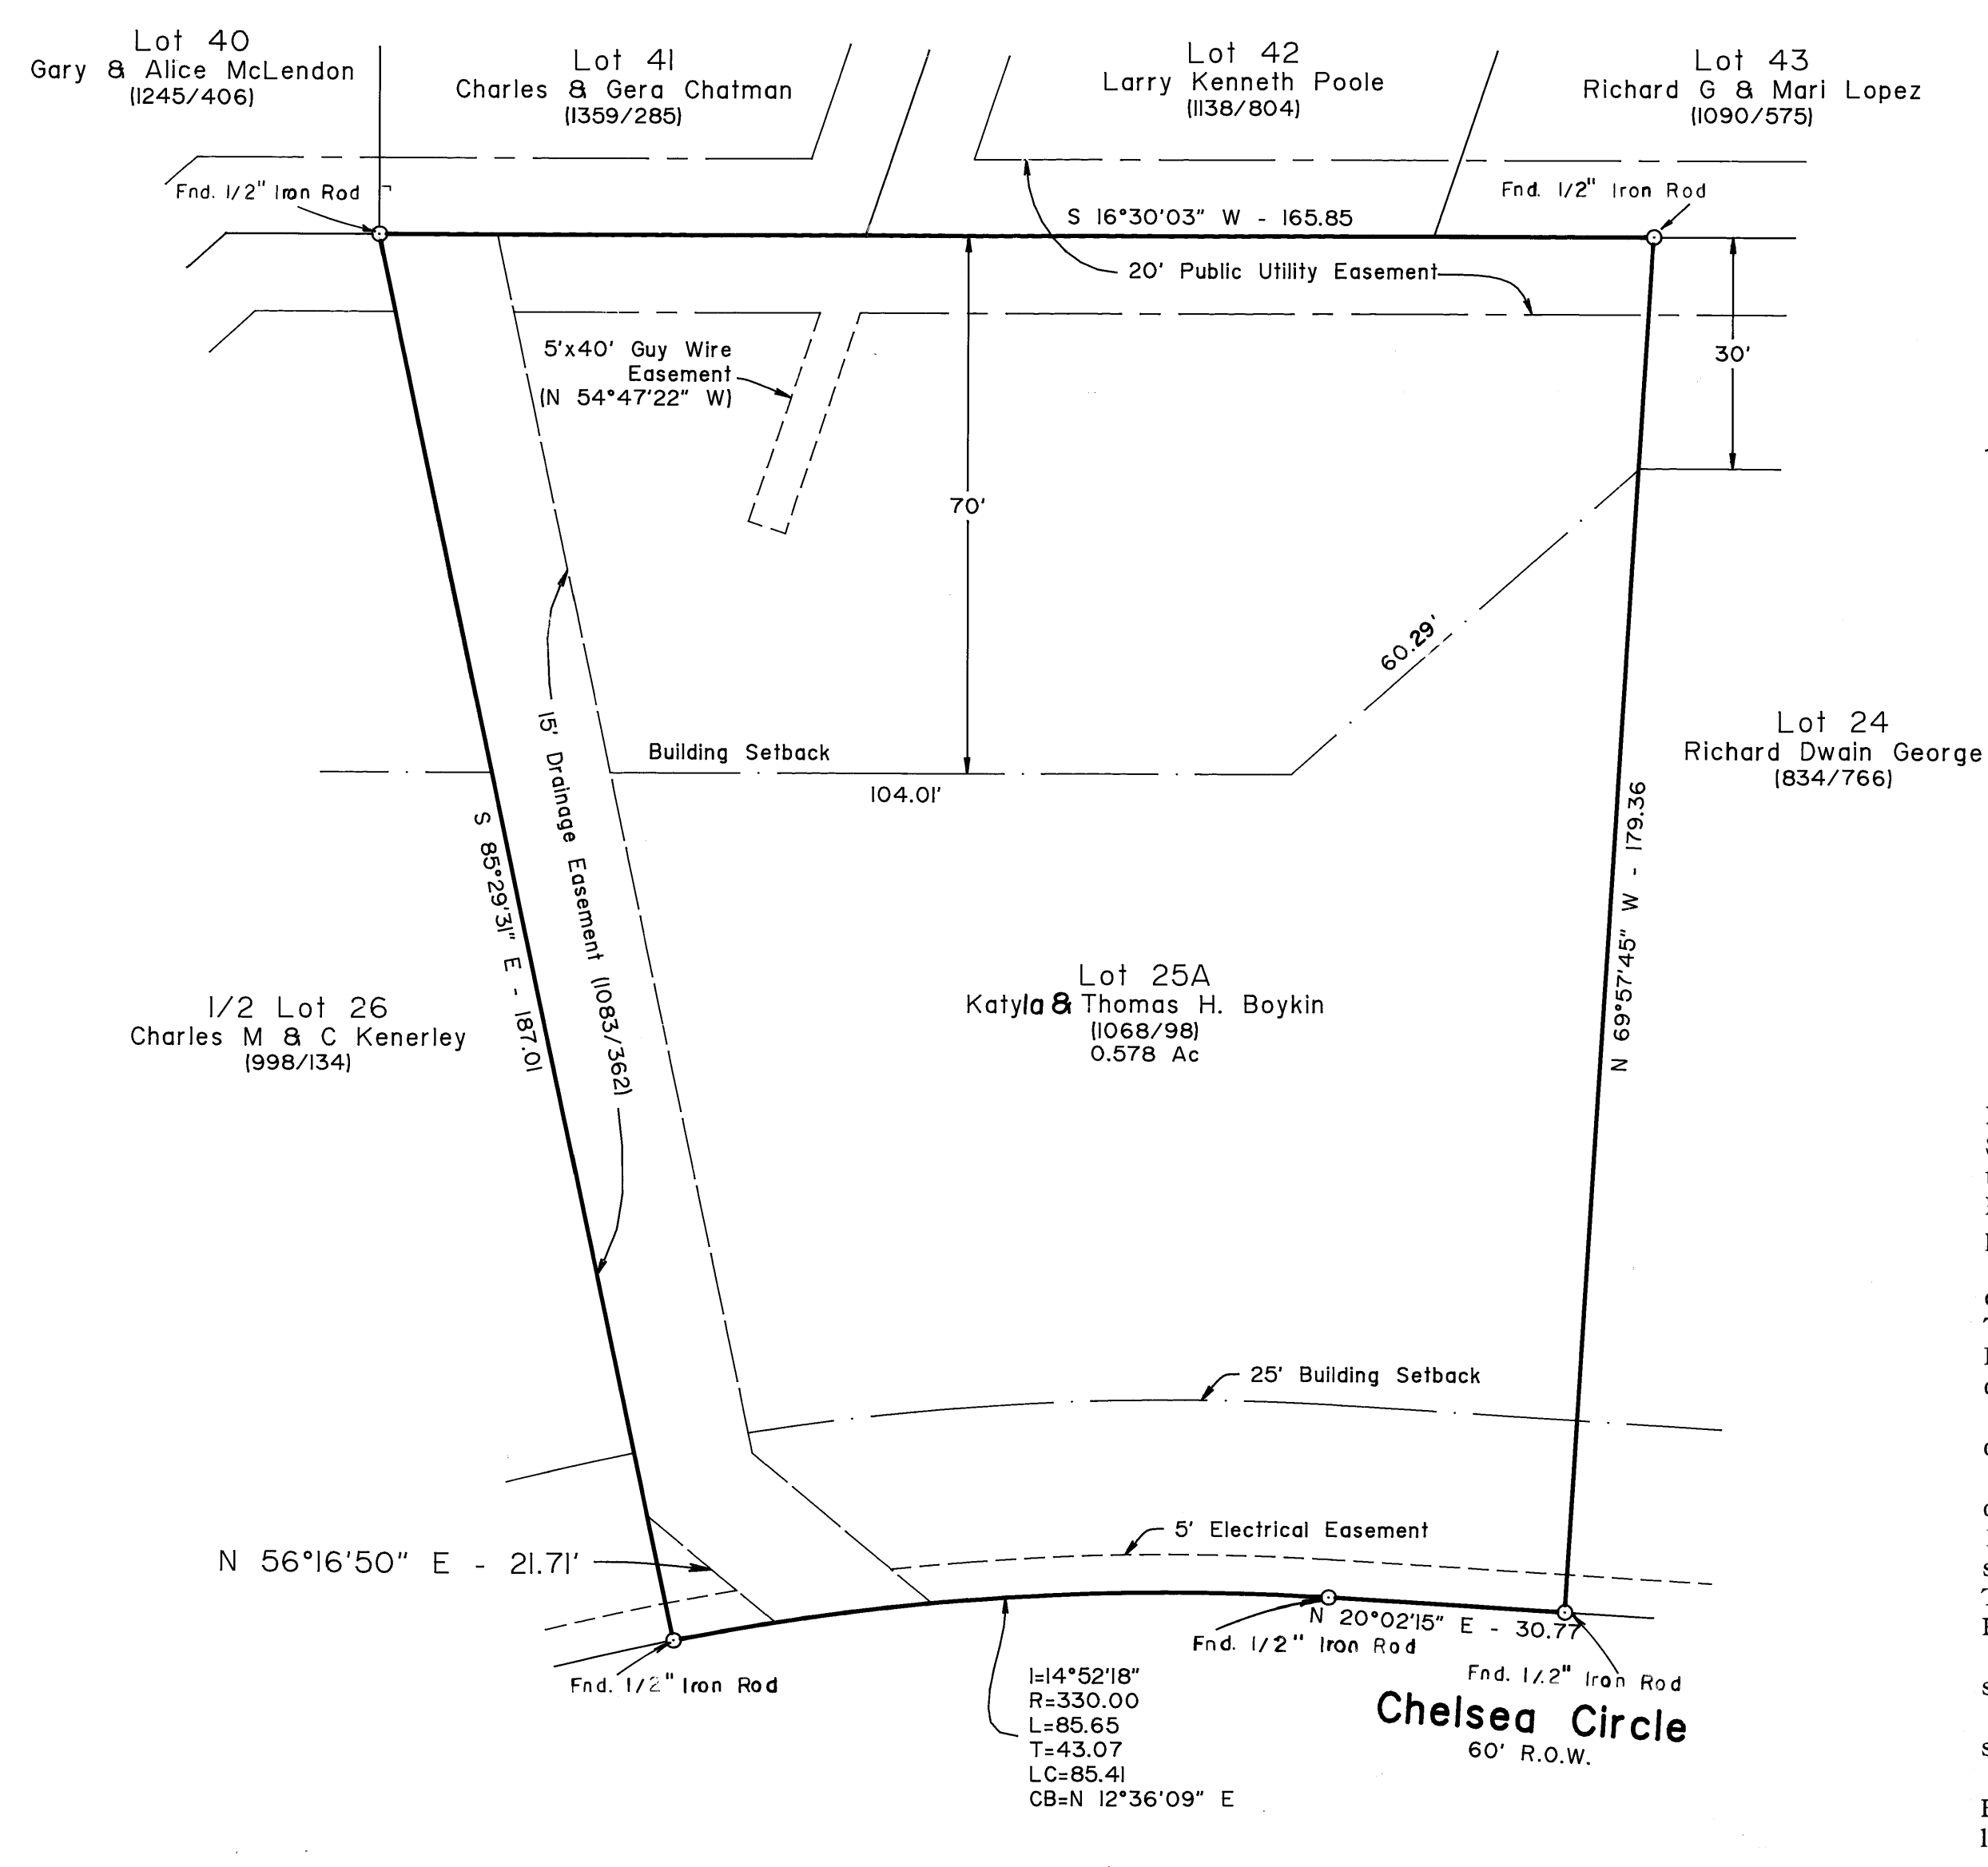 Lot 40
Gary & Alice McLendon
(1245/406)
Lot 41
Charles & Gera Chatman
(1359/285)
Lot 42
Larry Kenneth Poole
(1138/804)
Lot 43
Richard G & Mari Lopez
(1090/575)
Fnd. 1/2" Iron Rod
Fnd. 1/2" Iron Rod
S 16°30'03" W - 165.85
20' Public Utility Easement
5'x40' Guy Wire
Easement
(N 54°47'22" W)
30'
70'
60.29'
Building Setback
104.01'
15' Drainage Easement (1083/362)
S 85°29'31" E - 187.01
N 69°57'45" W - 179.36
Lot 24
Richard Dwain George
(834/766)
1/2 Lot 26
Charles M & C Kenerley
(998/134)
Lot 25A
Katyla & Thomas H. Boykin
(1068/98)
0.578 Ac
25' Building Setback
5' Electrical Easement
N 56°16'50" E - 21.71'
N 20°02'15" E - 30.77
Fnd. 1/2" Iron Rod
Fnd. 1/2" Iron Rod
Fnd. 1/2" Iron Rod
I=14°52'18"
R=330.00
L=85.65
T=43.07
LC=85.41
CB=N 12°36'09" E
Chelsea Circle
60' R.O.W.